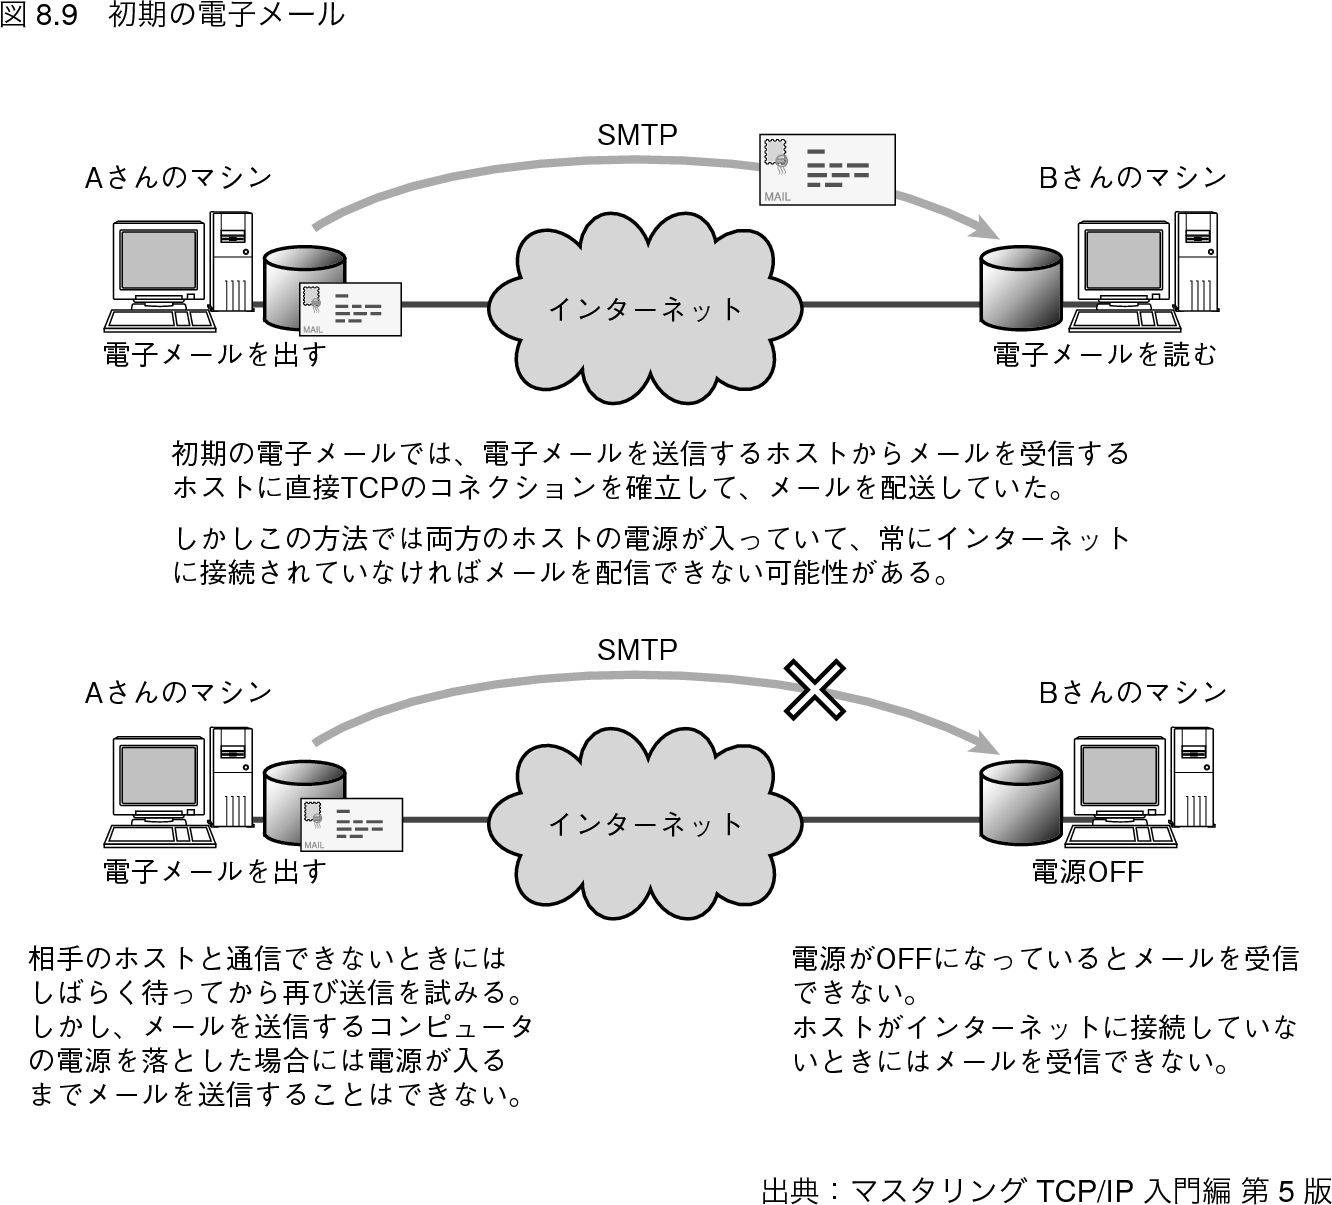 図 8.9　初期の電子メール
SMTP
MAIL
Aさんのマシン
Bさんのマシン
インターネット
MAIL
電子メールを出す
電子メールを読む
初期の電子メールでは、電子メールを送信するホストからメールを受信する
ホストに直接TCPのコネクションを確立して、メールを配送していた。
しかしこの方法では両方のホストの電源が入っていて、常にインターネット
に接続されていなければメールを配信できない可能性がある。
SMTP
Aさんのマシン
Bさんのマシン
インターネット
MAIL
電子メールを出す
電源OFF
相手のホストと通信できないときには
しばらく待ってから再び送信を試みる。
しかし、メールを送信するコンピュータ
の電源を落とした場合には電源が入る
までメールを送信することはできない。
電源がOFFになっているとメールを受信
できない。
ホストがインターネットに接続していな
いときにはメールを受信できない。
出典：マスタリング TCP/IP 入門編 第 5 版